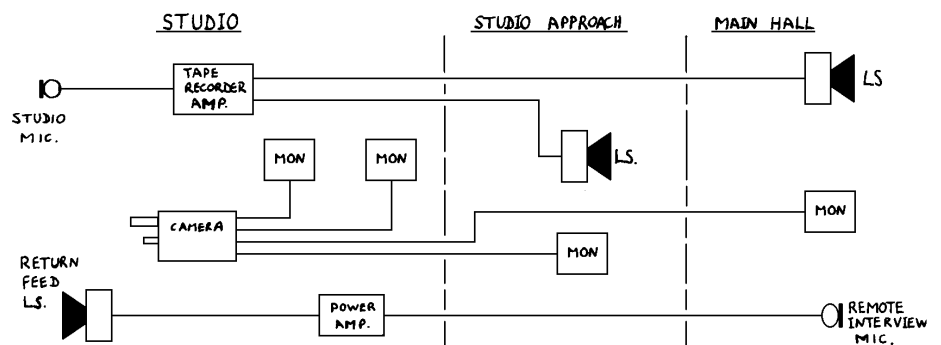 STUDIO
STUDIO APPROACH
MAIN HALL
TAPE
RECORDER
AMP.
LS
STUDIO
MIC.
MON
MON
LS.
CAMERA
MON
MON
RETURN
FEED
LS.
POWER
AMP.
REMOTE
INTERVIEW
MIC.